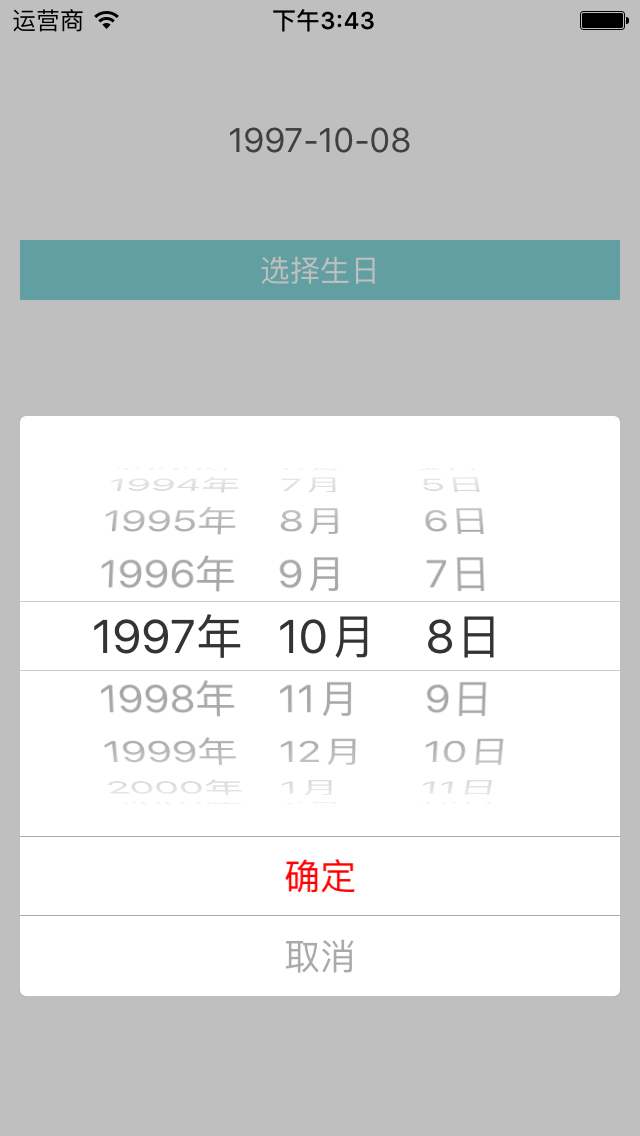 运营商 下午3:43
1997-10-08
选择生日
1994年 7月 5日
1995年 8月 6日
1996年 9月 7日
1997年 10月 8日
1998年 11月 9日
1999年 12月 10日
2000年 1月 11日
确定
取消